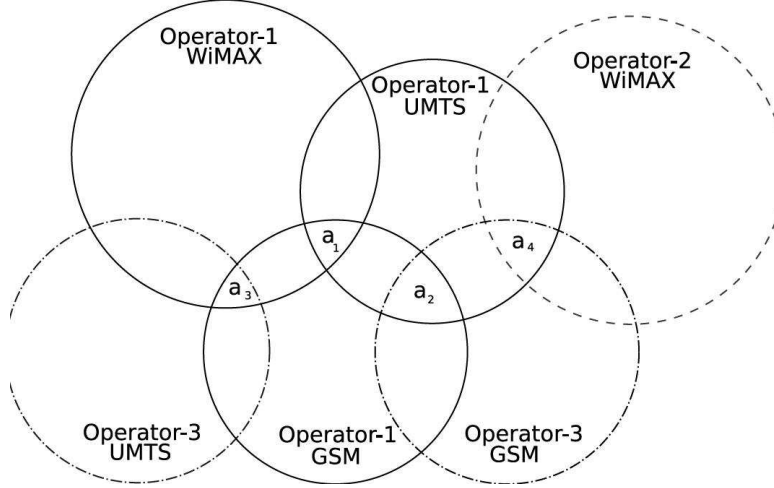 Operator-1
WiMAX
Operator-1
UMTS
Operator-2
WiMAX
a1
a4
a3
a2
Operator-3
UMTS
Operator-1
GSM
Operator-3
GSM